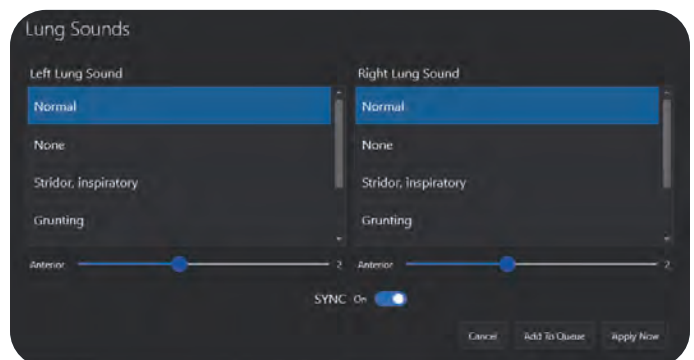 Lung Sounds
Left Lung Sound
Normal
None
Stridor, inspiratory
Grunting
Anterior 2
Right Lung Sound
Normal
None
Stridor, inspiratory
Grunting
Anterior 2
SYNC On
Cancel Add To Queue Apply Now